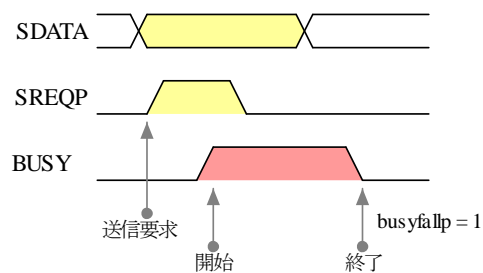 SDATA
SREQP
BUSY
送信要求
busyfallp = 1
開始
終了